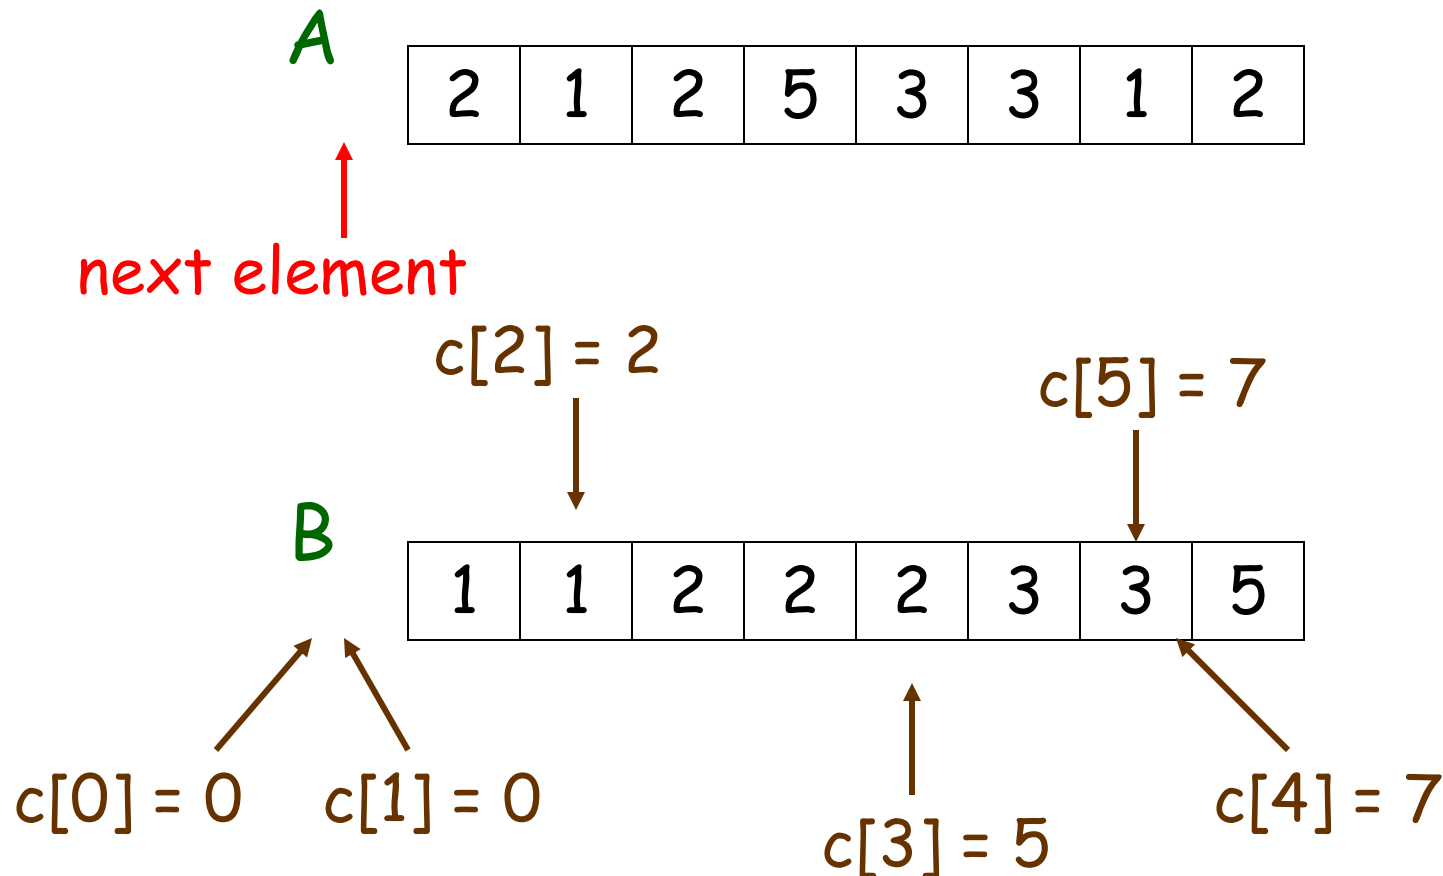 A
2 1 2 5 3 3 1 2
next element
c[2] = 2
c[5] = 7
B
1 1 2 2 2 3 3 5
c[0] = 0
c[1] = 0
c[4] = 7
c[3] = 5